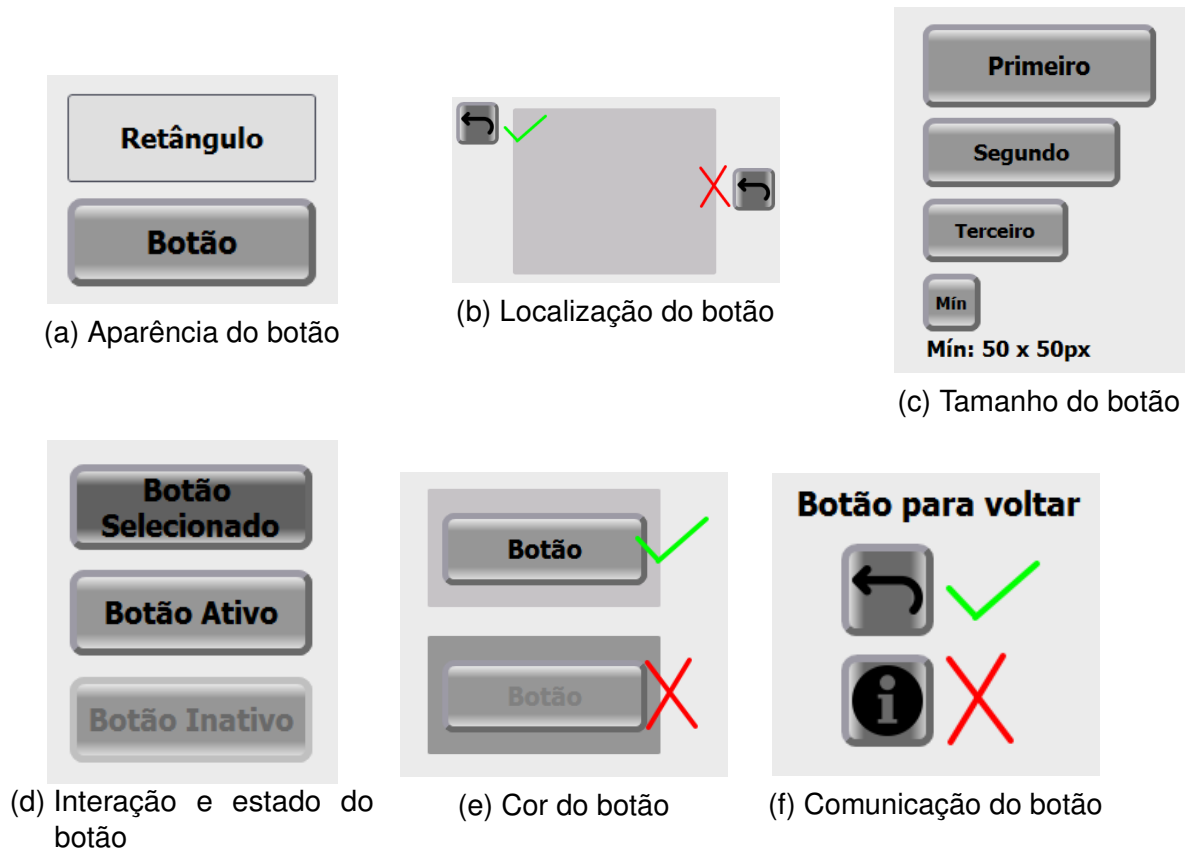 Retângulo
Botão
(a) Aparência do botão
(b) Localização do botão
Primeiro
Segundo
Terceiro
Mín
Mín: 50 x 50px
(c) Tamanho do botão
Botão
Selecionado
Botão Ativo
Botão Inativo
(d) Interação e estado do
botão
Botão
Botão
(e) Cor do botão
Botão para voltar
i
(f) Comunicação do botão